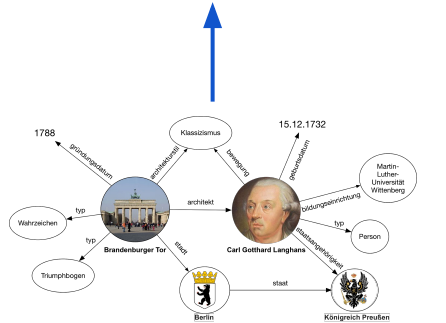 Klassizismus
1788
15.12.1732
gründungsdatum
architekturstil
bewegung
geburtsdatum
Martin-
Luther-
Universität
Wittenberg
bildungseinrichtung
architekt
typ
Wahrzeichen
typ
Person
typ
Triumphbogen
Brandenburger Tor
Carl Gotthard Langhans
staatsangehörigkeit
stadt
staat
Berlin
Königreich Preußen